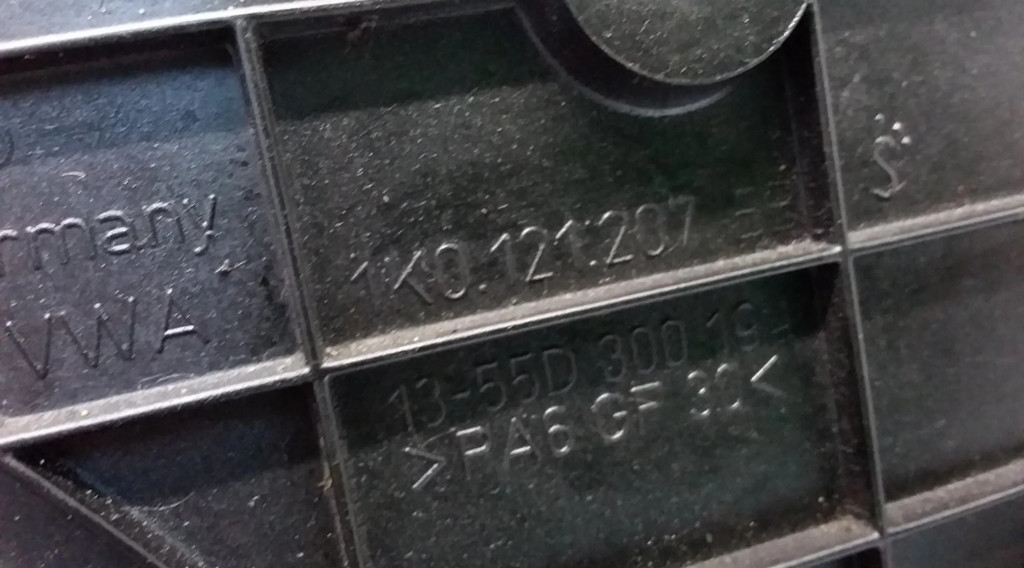 rmany
VWA
1K0.121.207
S
13-55D 300 19
>PA6 GF 30<